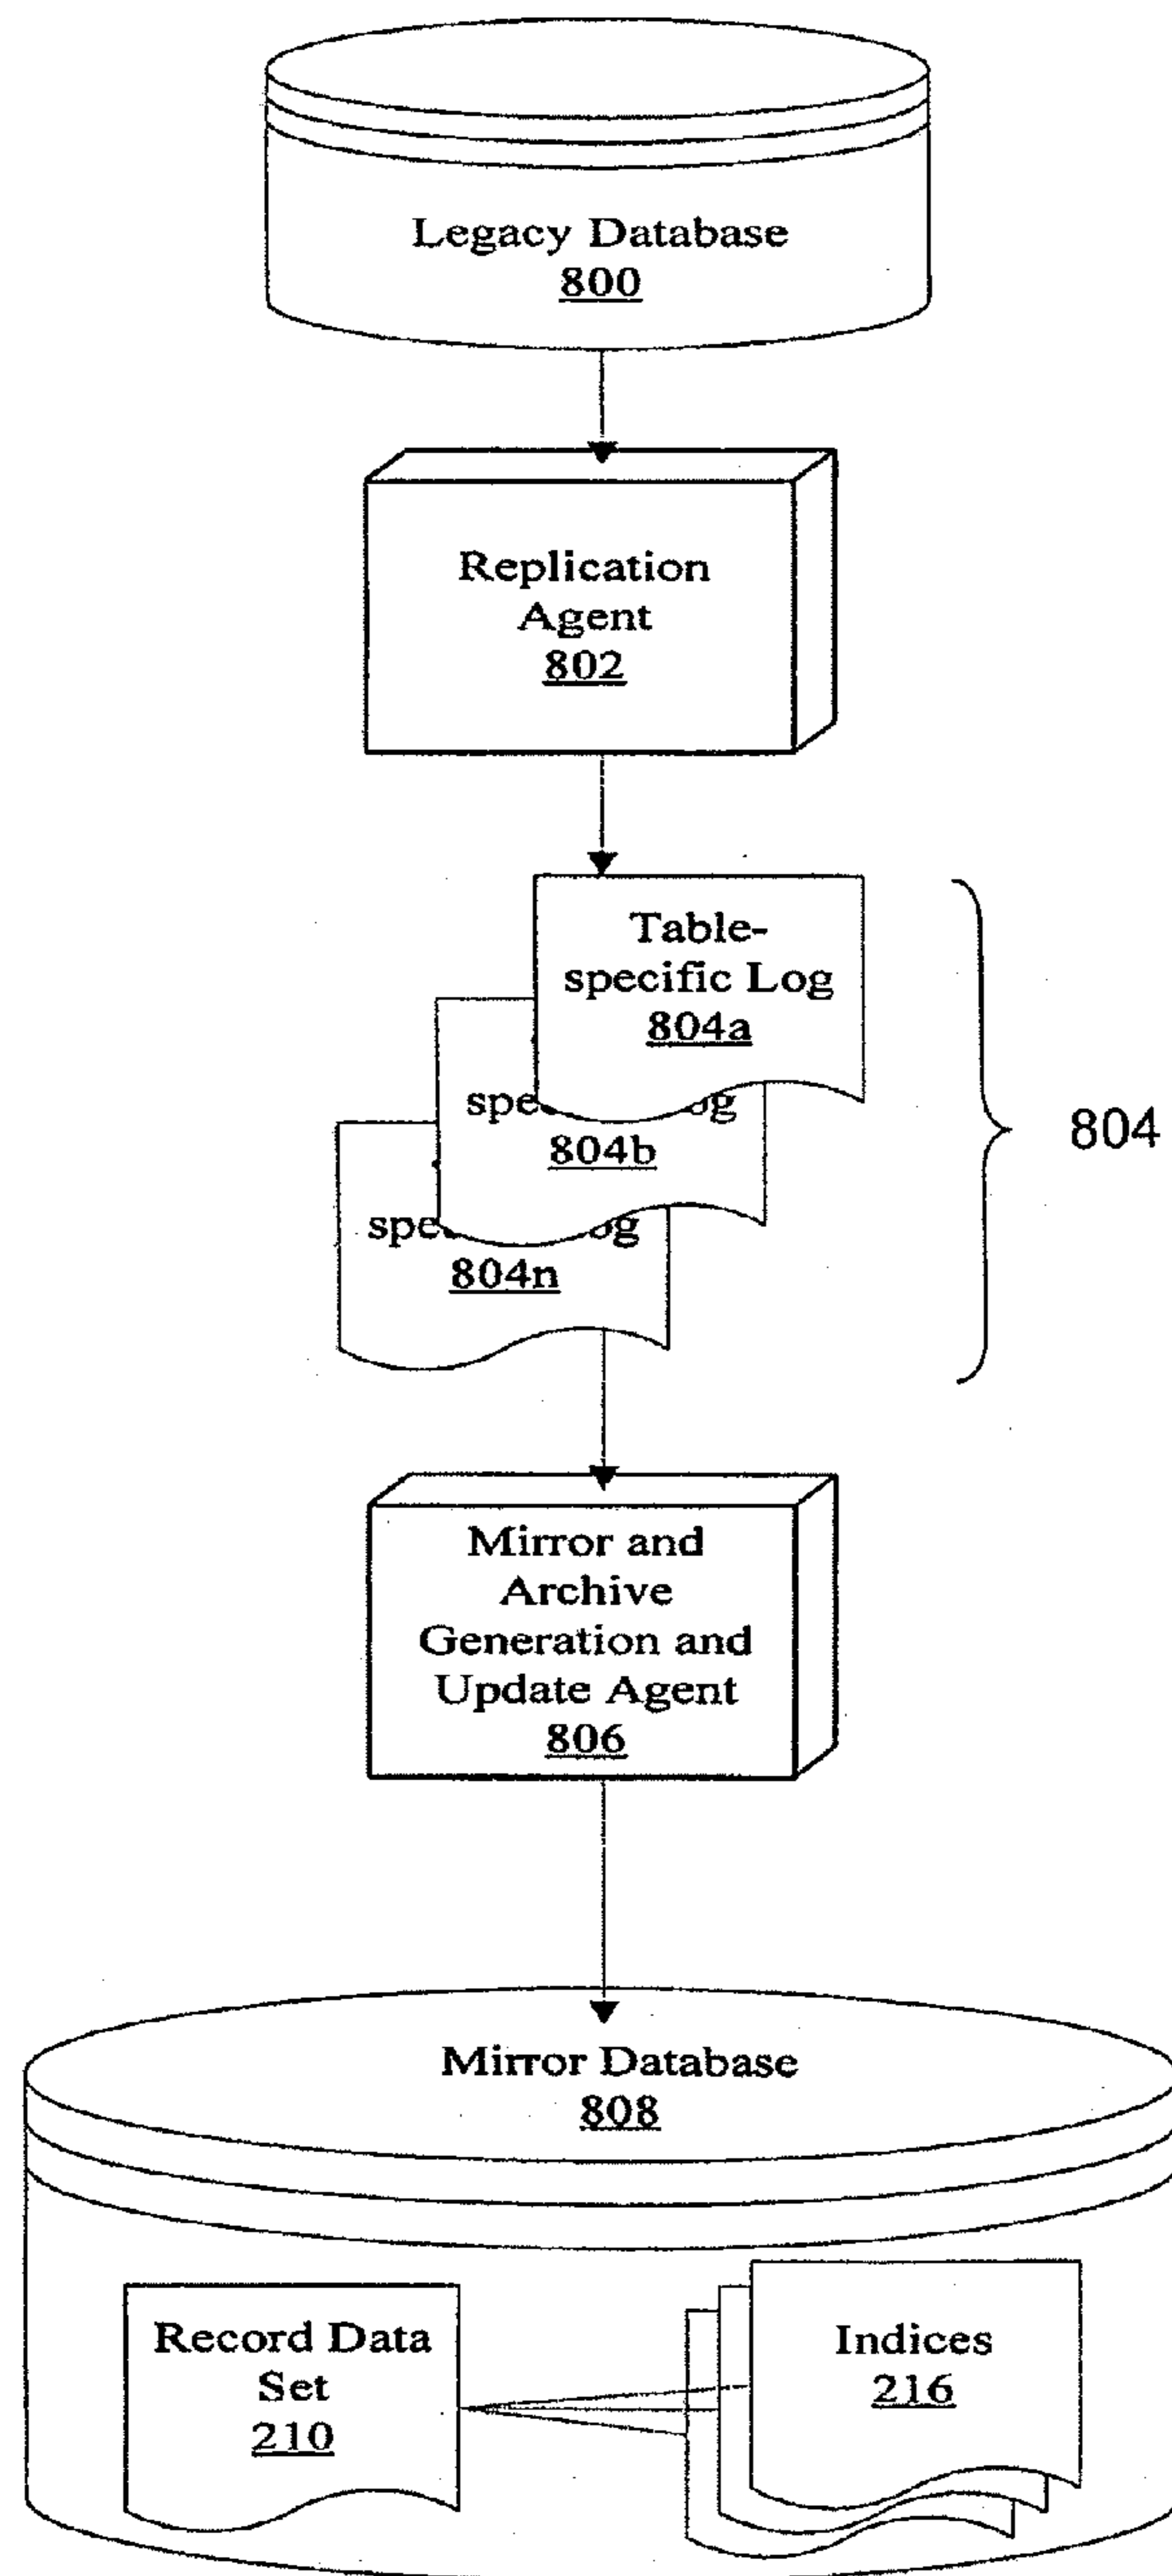 Legacy Database
800
Replication
Agent
802
Table-
specific Log
804a
804b
804
804n
Mirror and
Archive
Generation and
Update Agent
806
Mirror Database
808
Record Data
Set
210
Indices
216